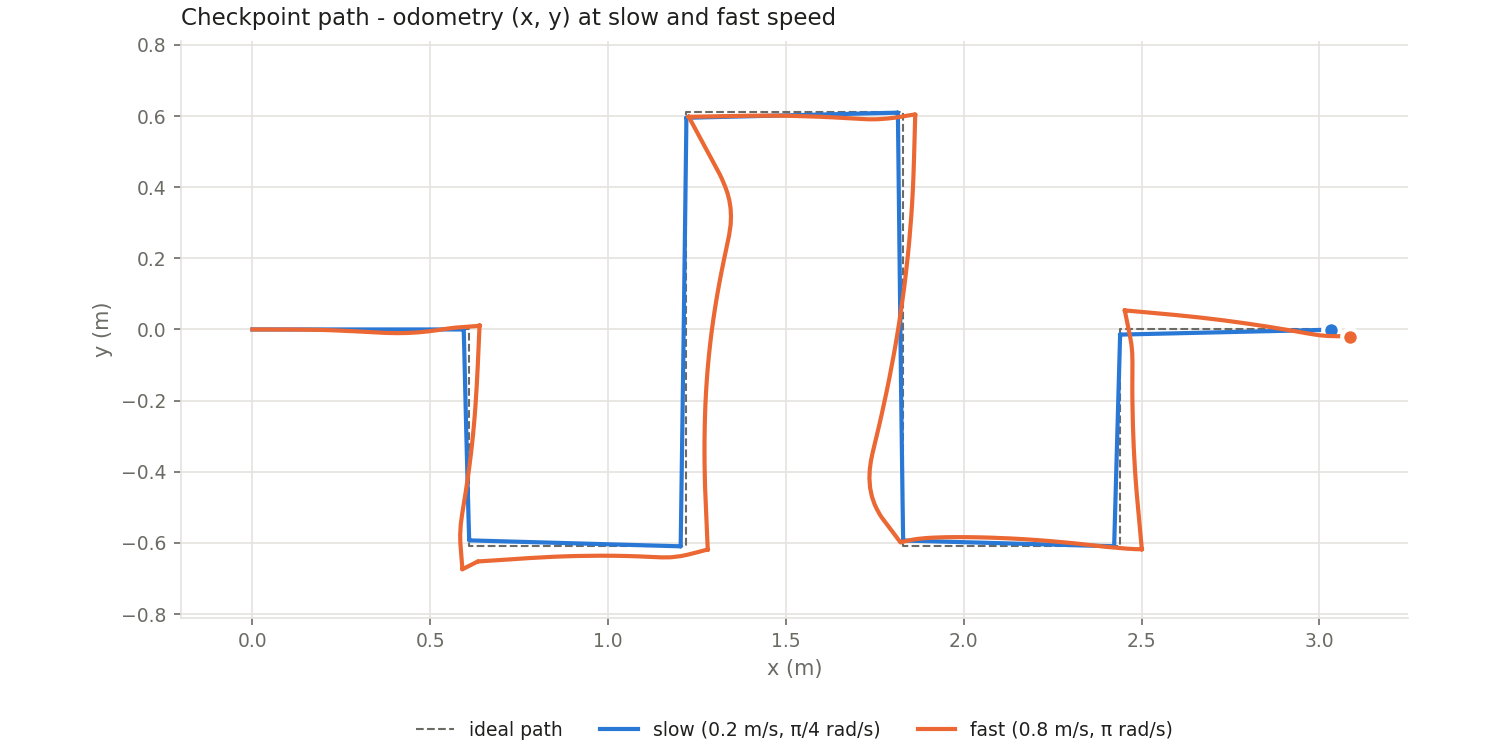 Checkpoint path - odometry (x, y) at slow and fast speed
y (m)
0.8
0.6
0.4
0.2
0.0
−0.2
−0.4
−0.6
−0.8
0.0 0.5 1.0 1.5 2.0 2.5 3.0
x (m)
ideal path slow (0.2 m/s, π/4 rad/s) fast (0.8 m/s, π rad/s)